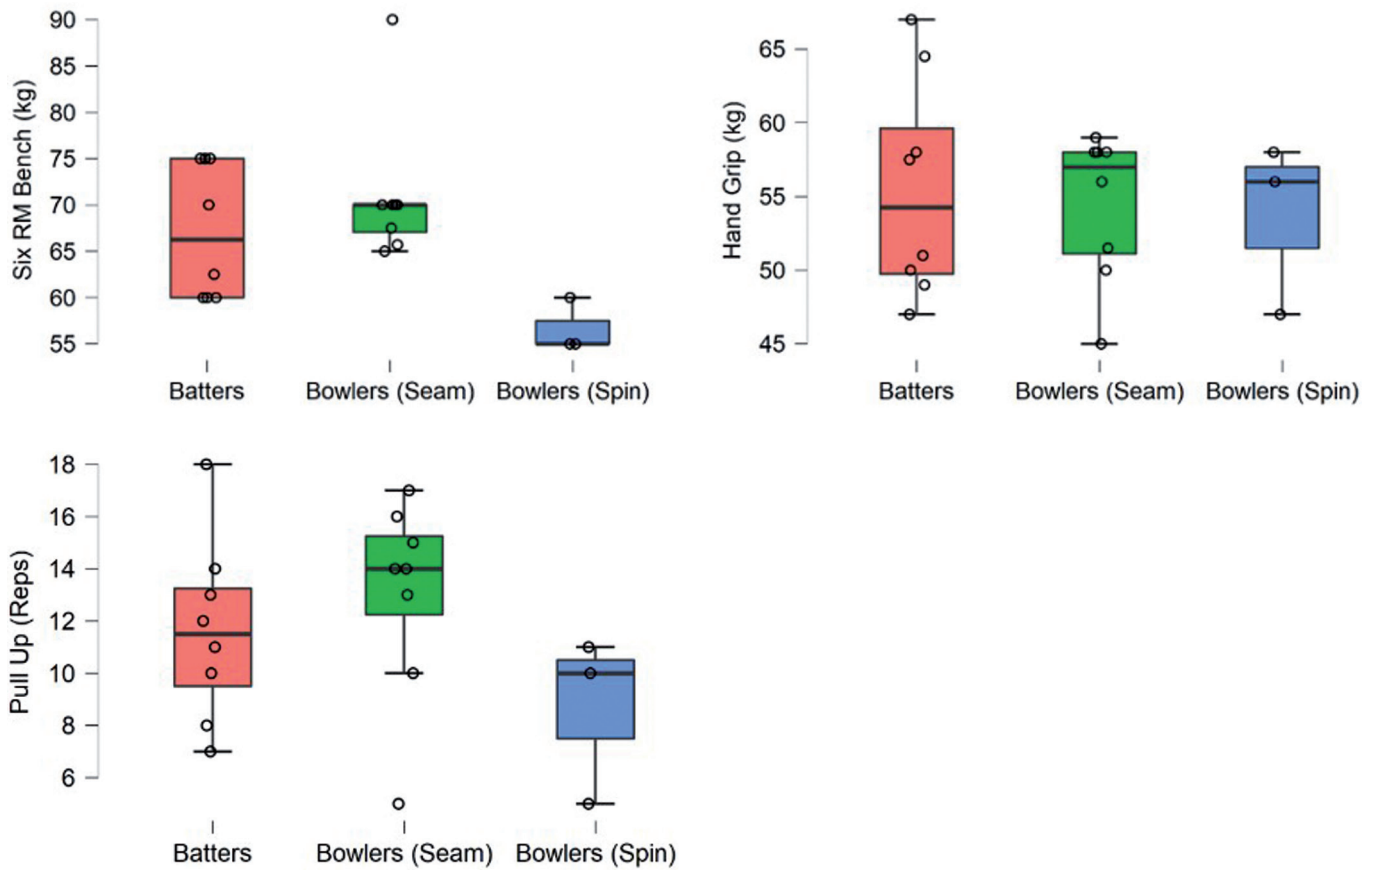 Six RM Bench (kg)
90
85
80
75
70
65
60
55
Batters
Bowlers (Seam)
Bowlers (Spin)
Hand Grip (kg)
65
60
55
50
45
Batters
Bowlers (Seam)
Bowlers (Spin)
Pull Up (Reps)
18
16
14
12
10
8
6
Batters
Bowlers (Seam)
Bowlers (Spin)